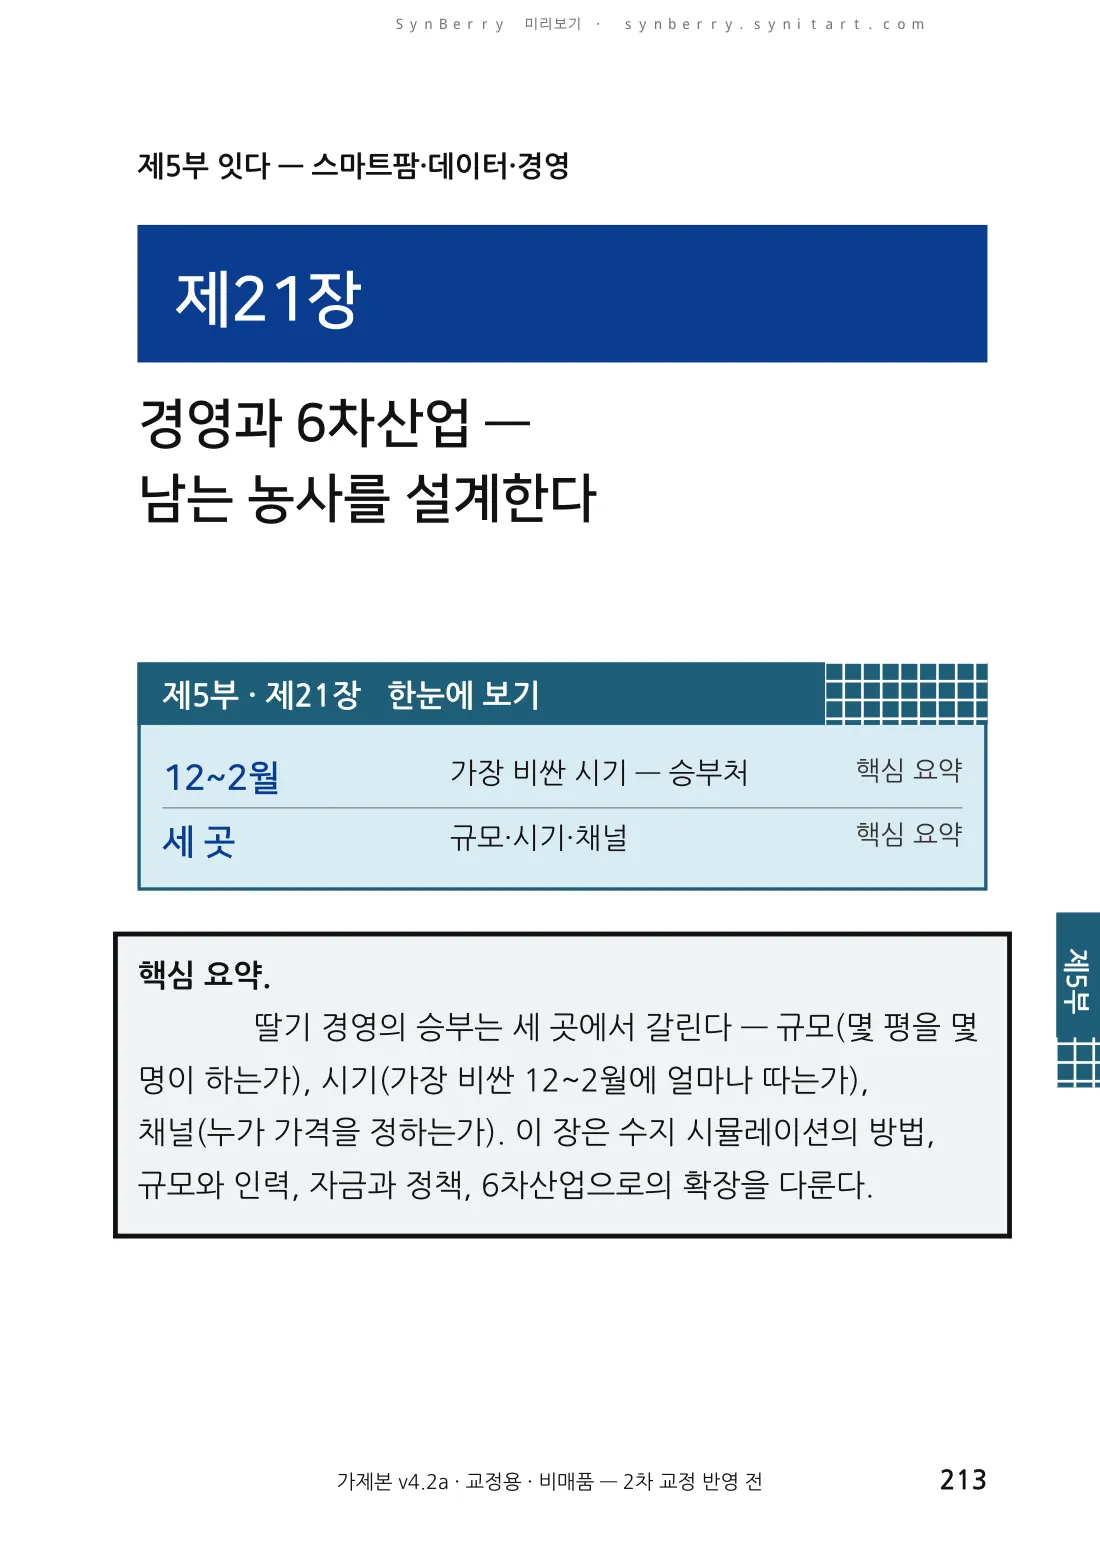 SynBerry 미리보기 · synberry.synitart.com
제5부 잇다 — 스마트팜·데이터·경영
제21장
경영과 6차산업 —
남는 농사를 설계한다
제5부 · 제21장 한눈에 보기
12~2월 가장 비싼 시기 — 승부처 핵심 요약
세 곳 규모·시기·채널 핵심 요약
핵심 요약.
딸기 경영의 승부는 세 곳에서 갈린다 — 규모(몇 평을 몇
명이 하는가), 시기(가장 비싼 12~2월에 얼마나 따는가),
채널(누가 가격을 정하는가). 이 장은 수지 시뮬레이션의 방법,
규모와 인력, 자금과 정책, 6차산업으로의 확장을 다룬다.
제5부
가제본 v4.2a · 교정용 · 비매품 — 2차 교정 반영 전
213